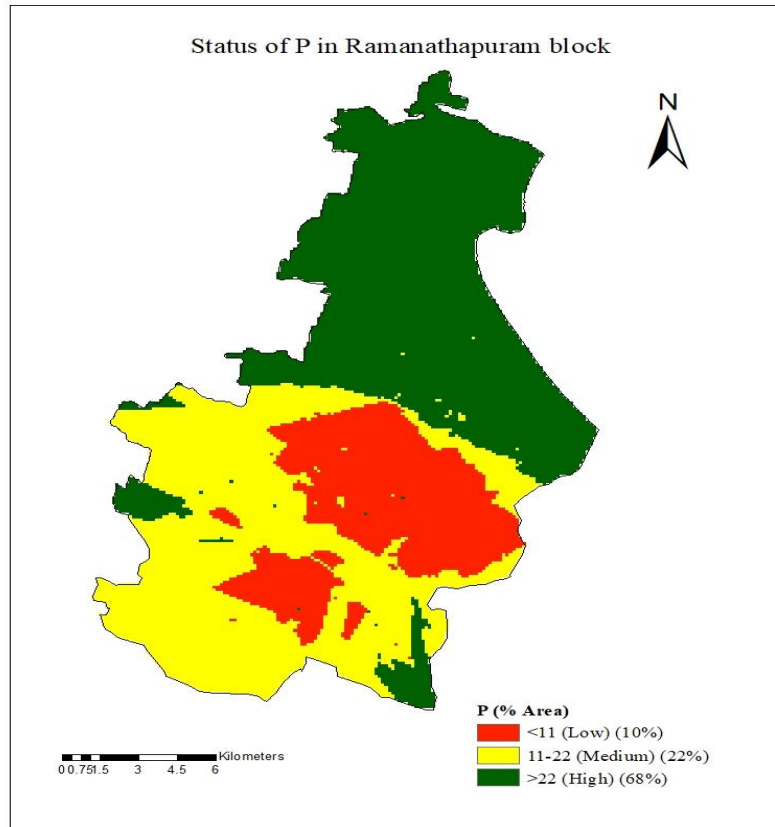 Status of P in Ramanathapuram block
N
P (% Area)
<11 (Low) (10%)
11-22 (Medium) (22%)
>22 (High) (68%)
Kilometers
0 0.75 1.5 3 4.5 6